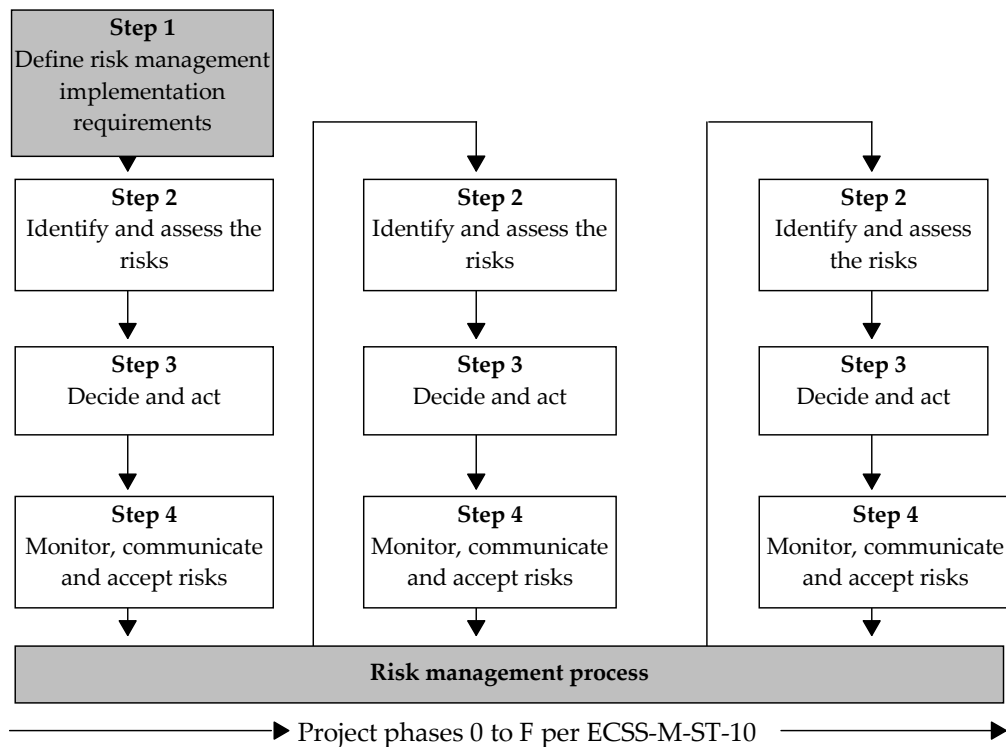 Step 1
Define risk management
implementation
requirements
Step 2
Identify and assess the
risks
Step 3
Decide and act
Step 4
Monitor, communicate
and accept risks
Step 2
Identify and assess the
risks
Step 3
Decide and act
Step 4
Monitor, communicate
and accept risks
Step 2
Identify and assess
the risks
Step 3
Decide and act
Step 4
Monitor, communicate
and accept risks
Risk management process
Project phases 0 to F per ECSS-M-ST-10